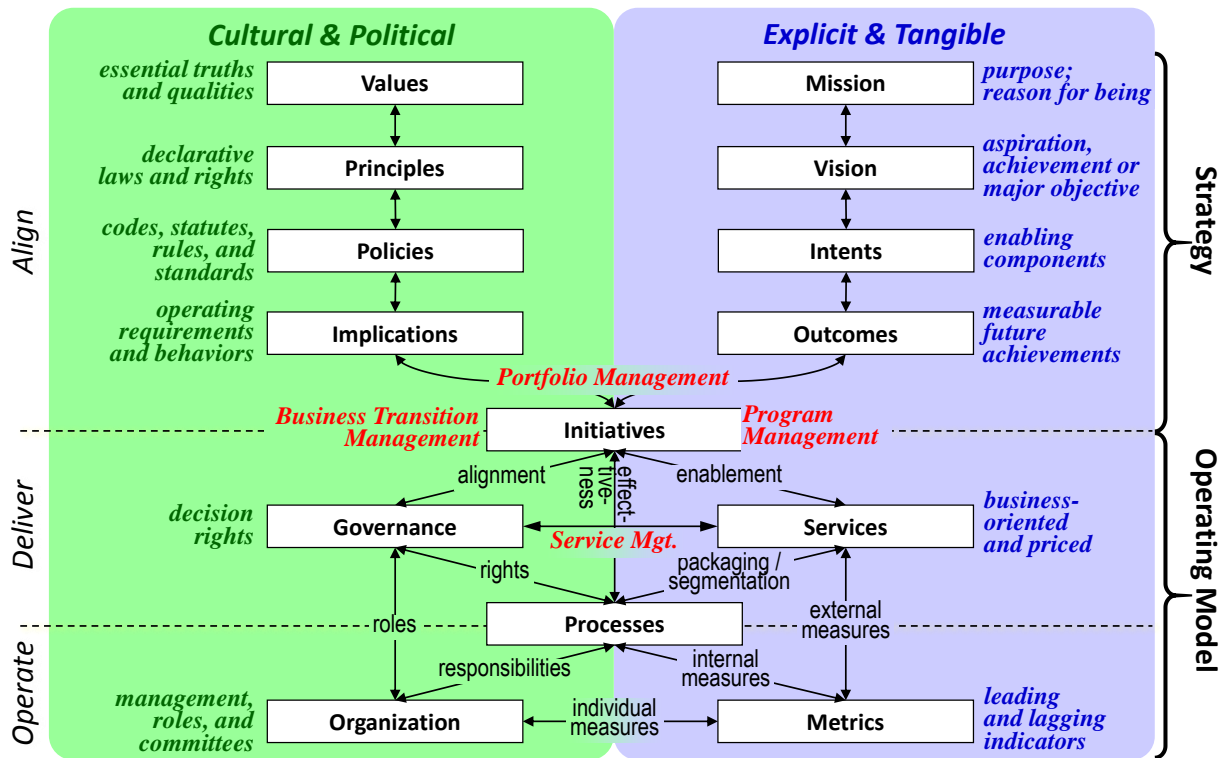 Cultural & Political
Explicit & Tangible
essential truths
and qualities
Values
Mission
purpose;
reason for being
declarative
laws and rights
Principles
Vision
aspiration,
achievement or
major objective
codes, statutes,
rules, and
standards
Policies
Intents
enabling
components
operating
requirements
and behaviors
Implications
Outcomes
measurable
future
achievements
Align
Strategy
Portfolio Management
Business Transition
Management
Initiatives
Program
Management
alignment
effect-
tive-
ness
enablement
Deliver
decision
rights
Governance
Service Mgt.
Services
business-
oriented
and priced
rights
packaging /
segmentation
Processes
roles
external
measures
Operating Model
responsibilities
internal
measures
Operate
management,
roles, and
committees
Organization
individual
measures
Metrics
leading
and lagging
indicators